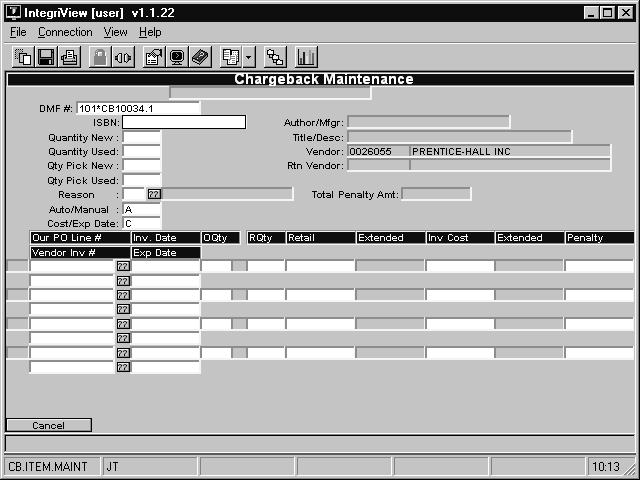 IntegriView [user] v1.1.22
File Connection View Help
Chargeback Maintenance
DMF #: 101*CB10034.1
ISBN: Author/Mfgr:
Quantity New : Title/Desc:
Quantity Used: Vendor: 0026055 PRENTICE-HALL INC
Qty Pick New : Rtn Vendor:
Qty Pick Used:
Reason : ?? Total Penalty Amt:
Auto/Manual : A
Cost/Exp Date: C
Our PO Line # Inv. Date OQty RQty Retail Extended Inv Cost Extended Penalty
Vendor Inv # Exp Date
??
??
??
??
??
??
??
??
Cancel
CB.ITEM.MAINT JT 10:13